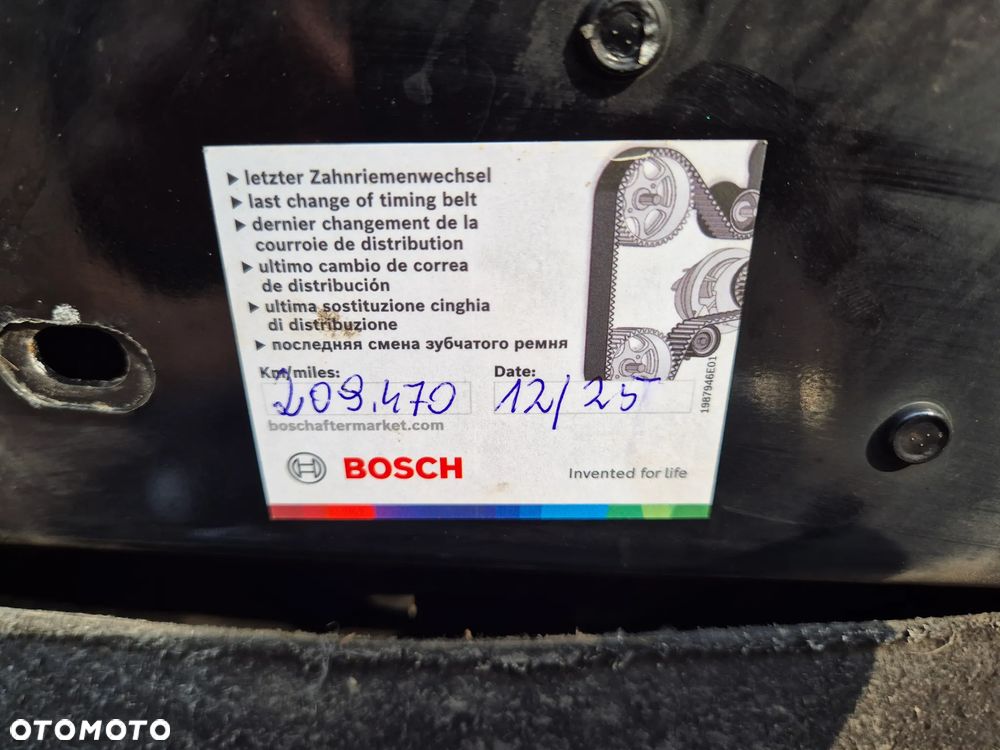 ▶ letzter Zahnriemenwechsel
▶ last change of timing belt
▶ dernier changement de la
courroie de distribution
▶ ultimo cambio de correa
de distribución
▶ ultima sostituzione cinghia
di distribuzione
▶ последняя смена зубчатого ремня
Km/miles: Date:
209.470 12/25
boschaftermarket.com
1987946E01
BOSCH Invented for life
OTOMOTO